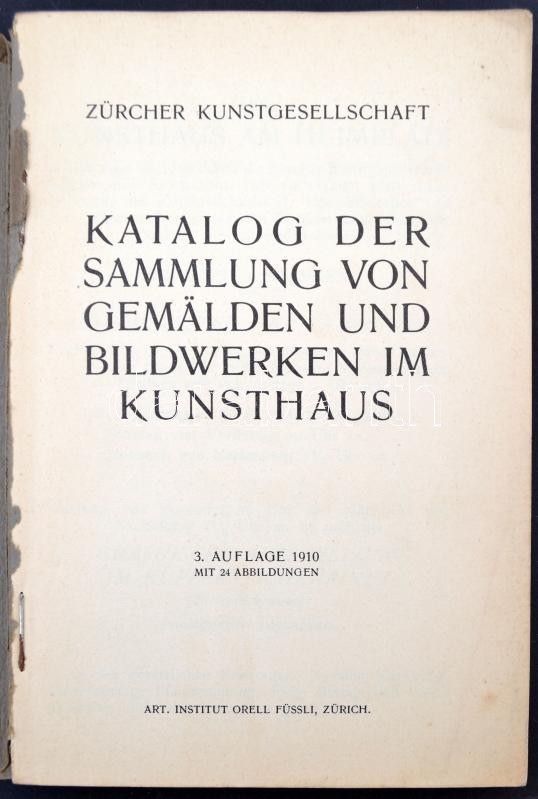 ZÜRCHER KUNSTGESELLSCHAFT
KATALOG DER
SAMMLUNG VON
GEMÄLDEN UND
BILDWERKEN IM
KUNSTHAUS
3. AUFLAGE 1910
MIT 24 ABBILDUNGEN
ART. INSTITUT ORELL FÜSSLI, ZÜRICH.